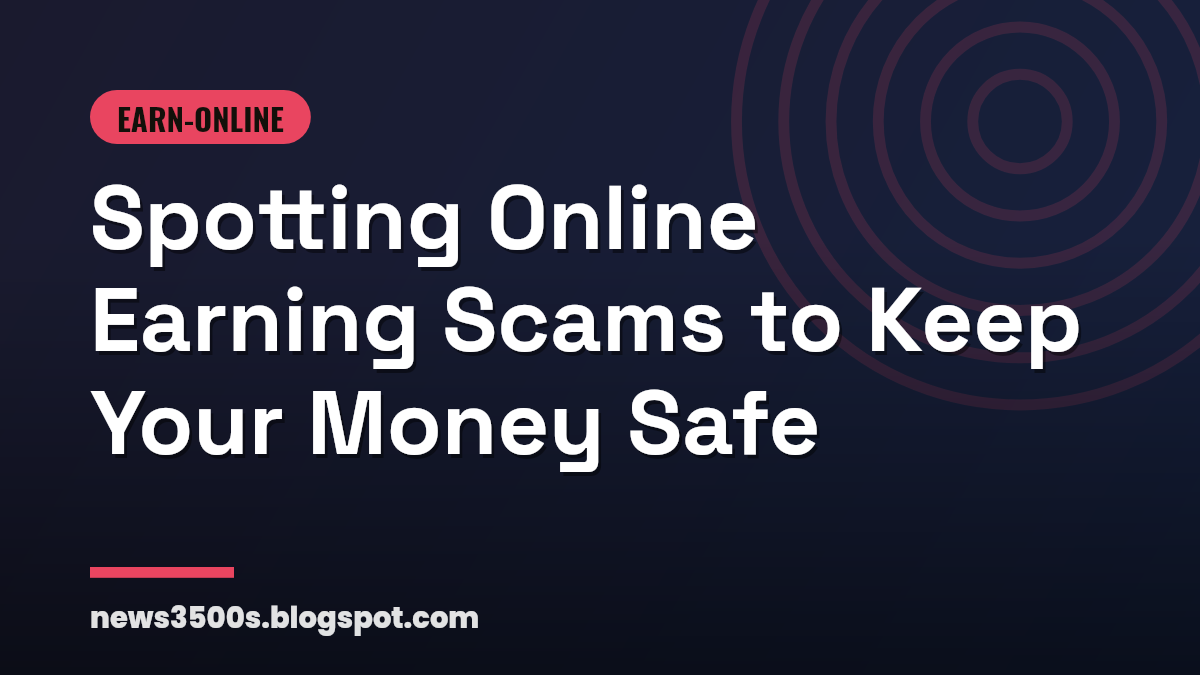 EARN-ONLINE
Spotting Online
Earning Scams to Keep
Your Money Safe
news3500s.blogspot.com